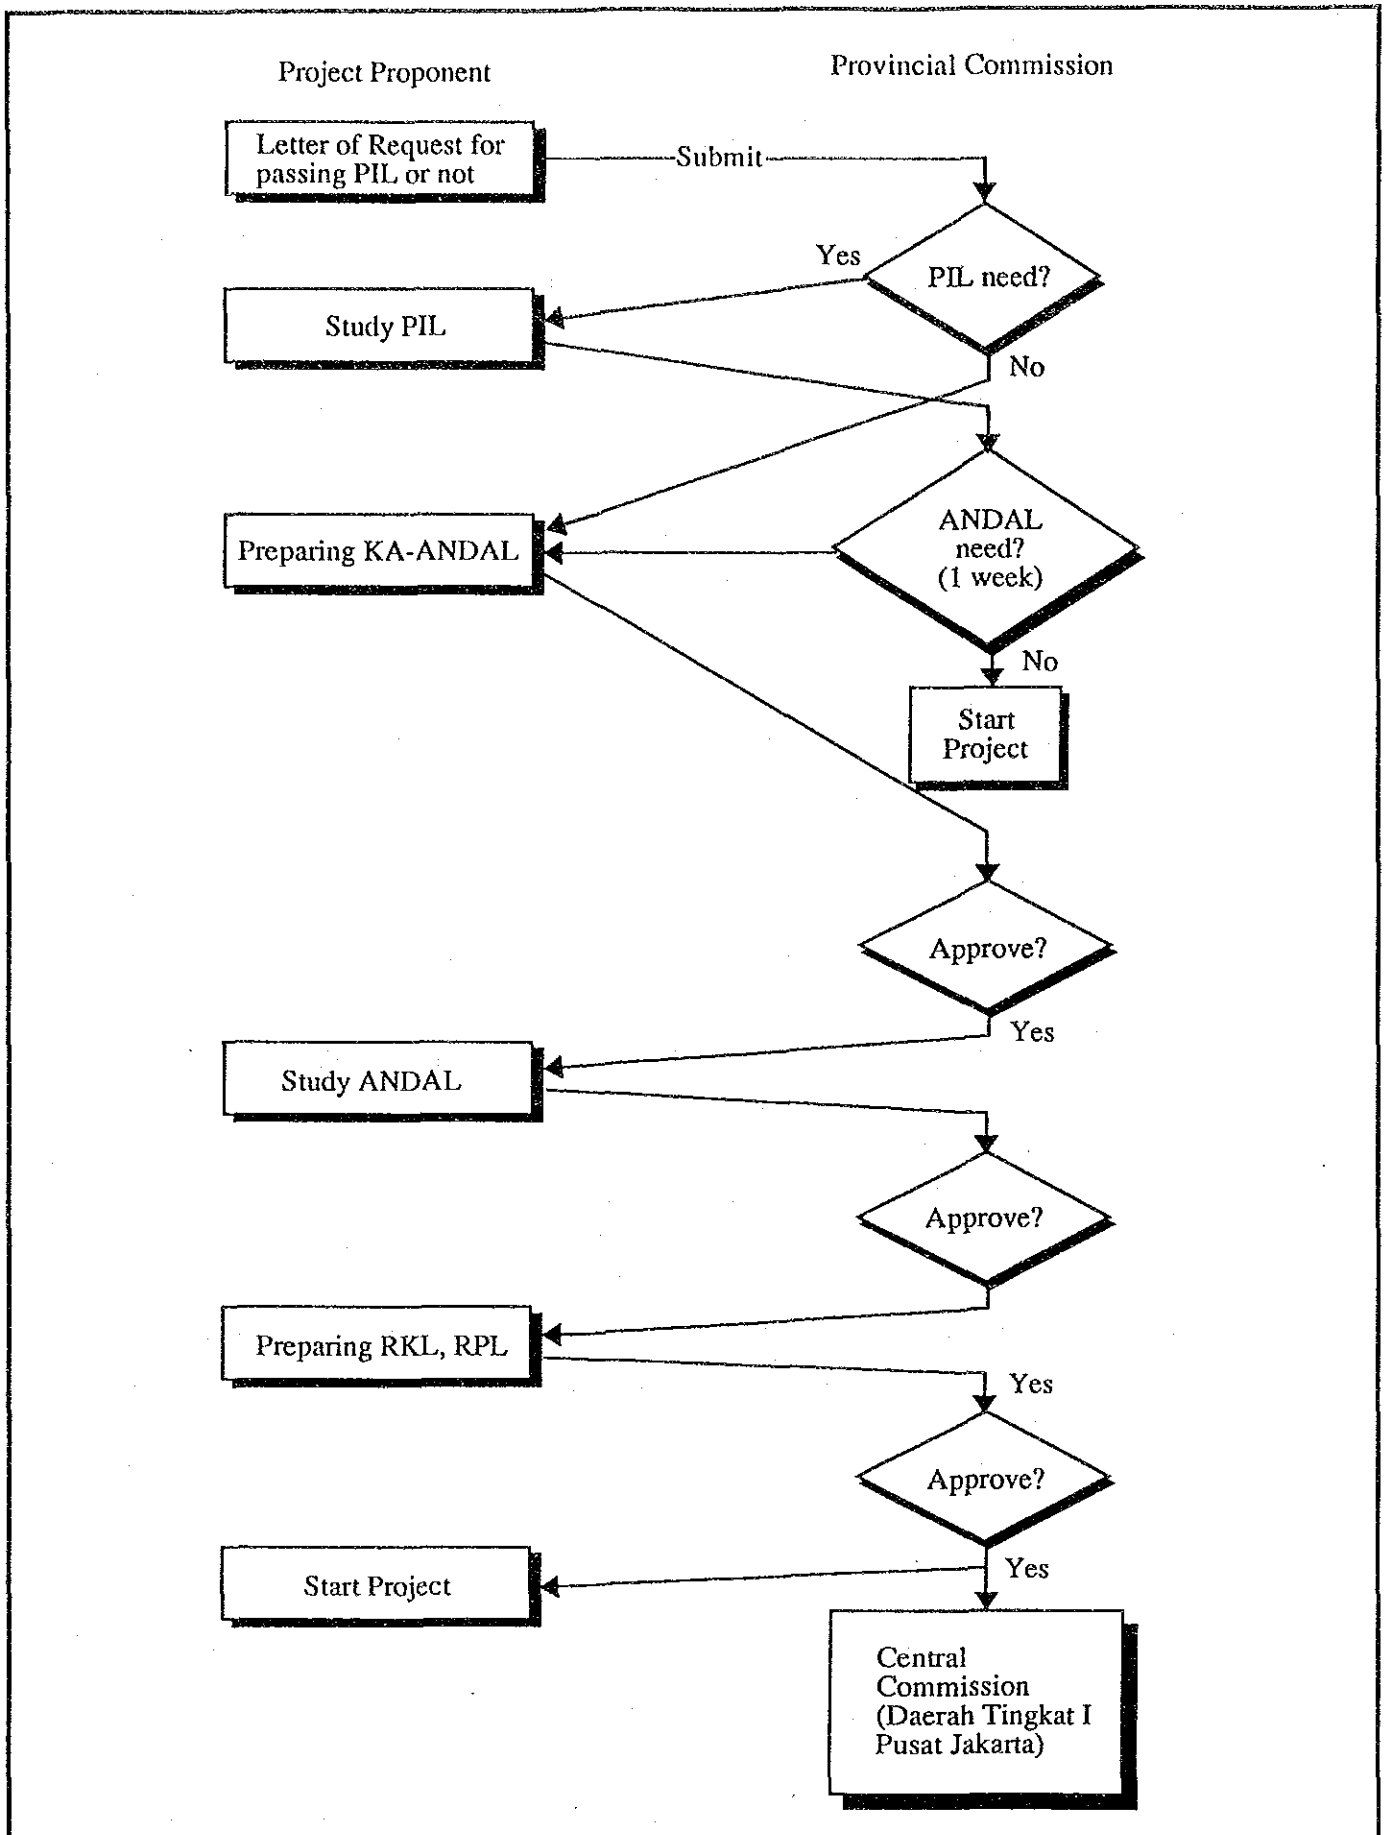 Project Proponent
Provincial Commission
Letter of Request for
passing PIL or not
Submit
Yes
PIL need?
Study PIL
No
ANDAL
need?
(1 week)
Preparing KA-ANDAL
No
Start
Project
Approve?
Yes
Study ANDAL
Approve?
Preparing RKL, RPL
Yes
Approve?
Yes
Start Project
Central
Commission
(Daerah Tingkat I
Pusat Jakarta)